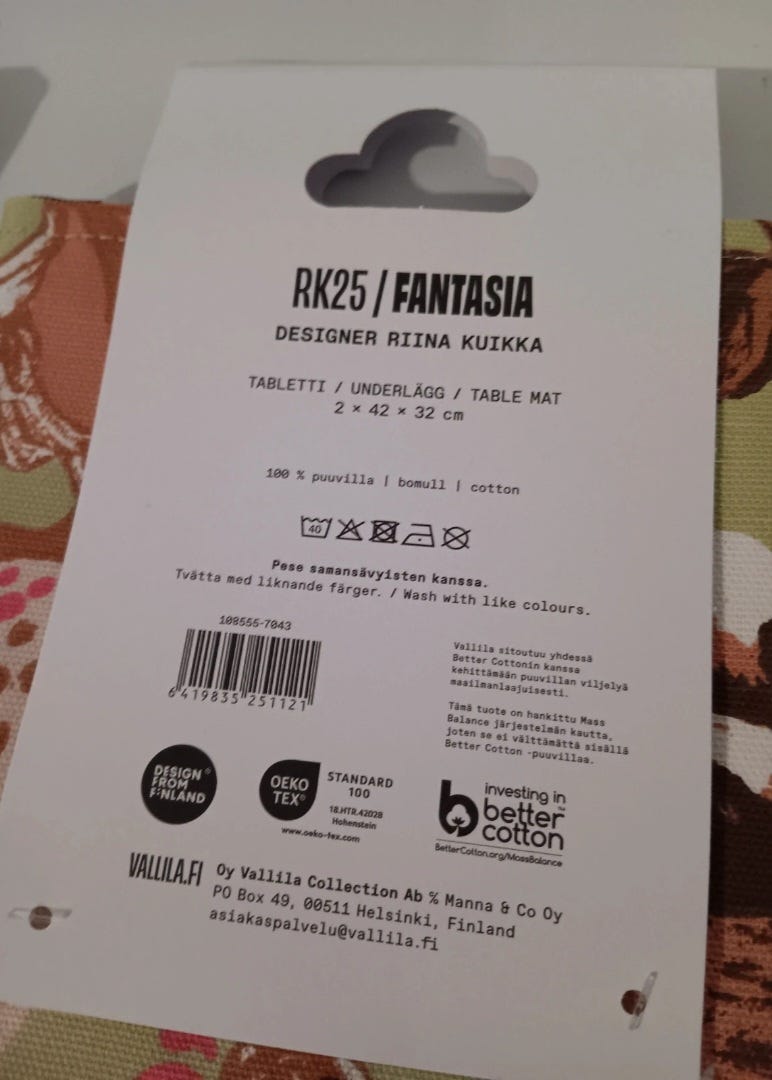 RK25 / FANTASIA
DESIGNER RIINA KUIKKA
TABLETTI / UNDERLÄGG / TABLE MAT
2 × 42 × 32 cm
100 % puuvilla | bomull | cotton
40
Pese samansävyisten kanssa.
Tvätta med liknande färger. / Wash with like colours.
108555-7043
6 419835 251121
Vallila sitoutuu yhdessä
Better Cottonin kanssa
kehittämään puuvillan viljelyä
maailmanlaajuisesti.
Tämä tuote on hankittu Mass
Balance järjestelmän kautta,
joten se ei välttämättä sisällä
Better Cotton -puuvillaa.
DESIGN®
FROM
FINLAND
OEKO
TEX®
STANDARD
100
18.HTR.42028
Hohenstein
www.oeko-tex.com
investing in
better
cotton™
BetterCotton.org/MassBalance
VALLILA.FI
Oy Vallila Collection Ab % Manna & Co Oy
PO Box 49, 00511 Helsinki, Finland
asiakaspalvelu@vallila.fi